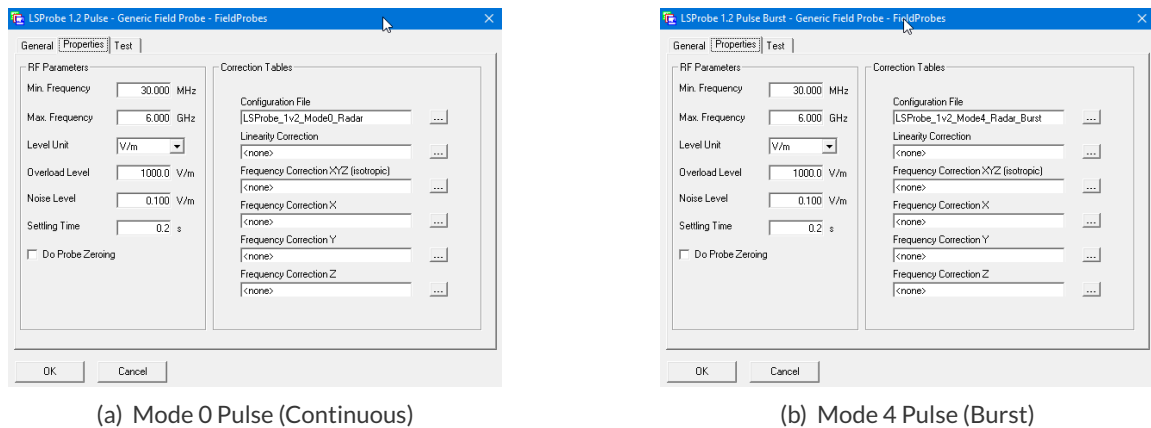 LSProbe 1.2 Pulse - Generic Field Probe - FieldProbes
General Properties Test
RF Parameters
Min. Frequency 30.000 MHz
Max. Frequency 6.000 GHz
Level Unit V/m
Overload Level 1000.0 V/m
Noise Level 0.100 V/m
Settling Time 0.2 s
Do Probe Zeroing
Correction Tables
Configuration File
LSProbe_1v2_Mode0_Radar ...
Linearity Correction
<none> ...
Frequency Correction XYZ (isotropic)
<none> ...
Frequency Correction X
<none> ...
Frequency Correction Y
<none> ...
Frequency Correction Z
<none> ...
OK Cancel
(a) Mode 0 Pulse (Continuous)
LSProbe 1.2 Pulse Burst - Generic Field Probe - FieldProbes
General Properties Test
RF Parameters
Min. Frequency 30.000 MHz
Max. Frequency 6.000 GHz
Level Unit V/m
Overload Level 1000.0 V/m
Noise Level 0.100 V/m
Settling Time 0.2 s
Do Probe Zeroing
Correction Tables
Configuration File
LSProbe_1v2_Mode4_Radar_Burst ...
Linearity Correction
<none> ...
Frequency Correction XYZ (isotropic)
<none> ...
Frequency Correction X
<none> ...
Frequency Correction Y
<none> ...
Frequency Correction Z
<none> ...
OK Cancel
(b) Mode 4 Pulse (Burst)